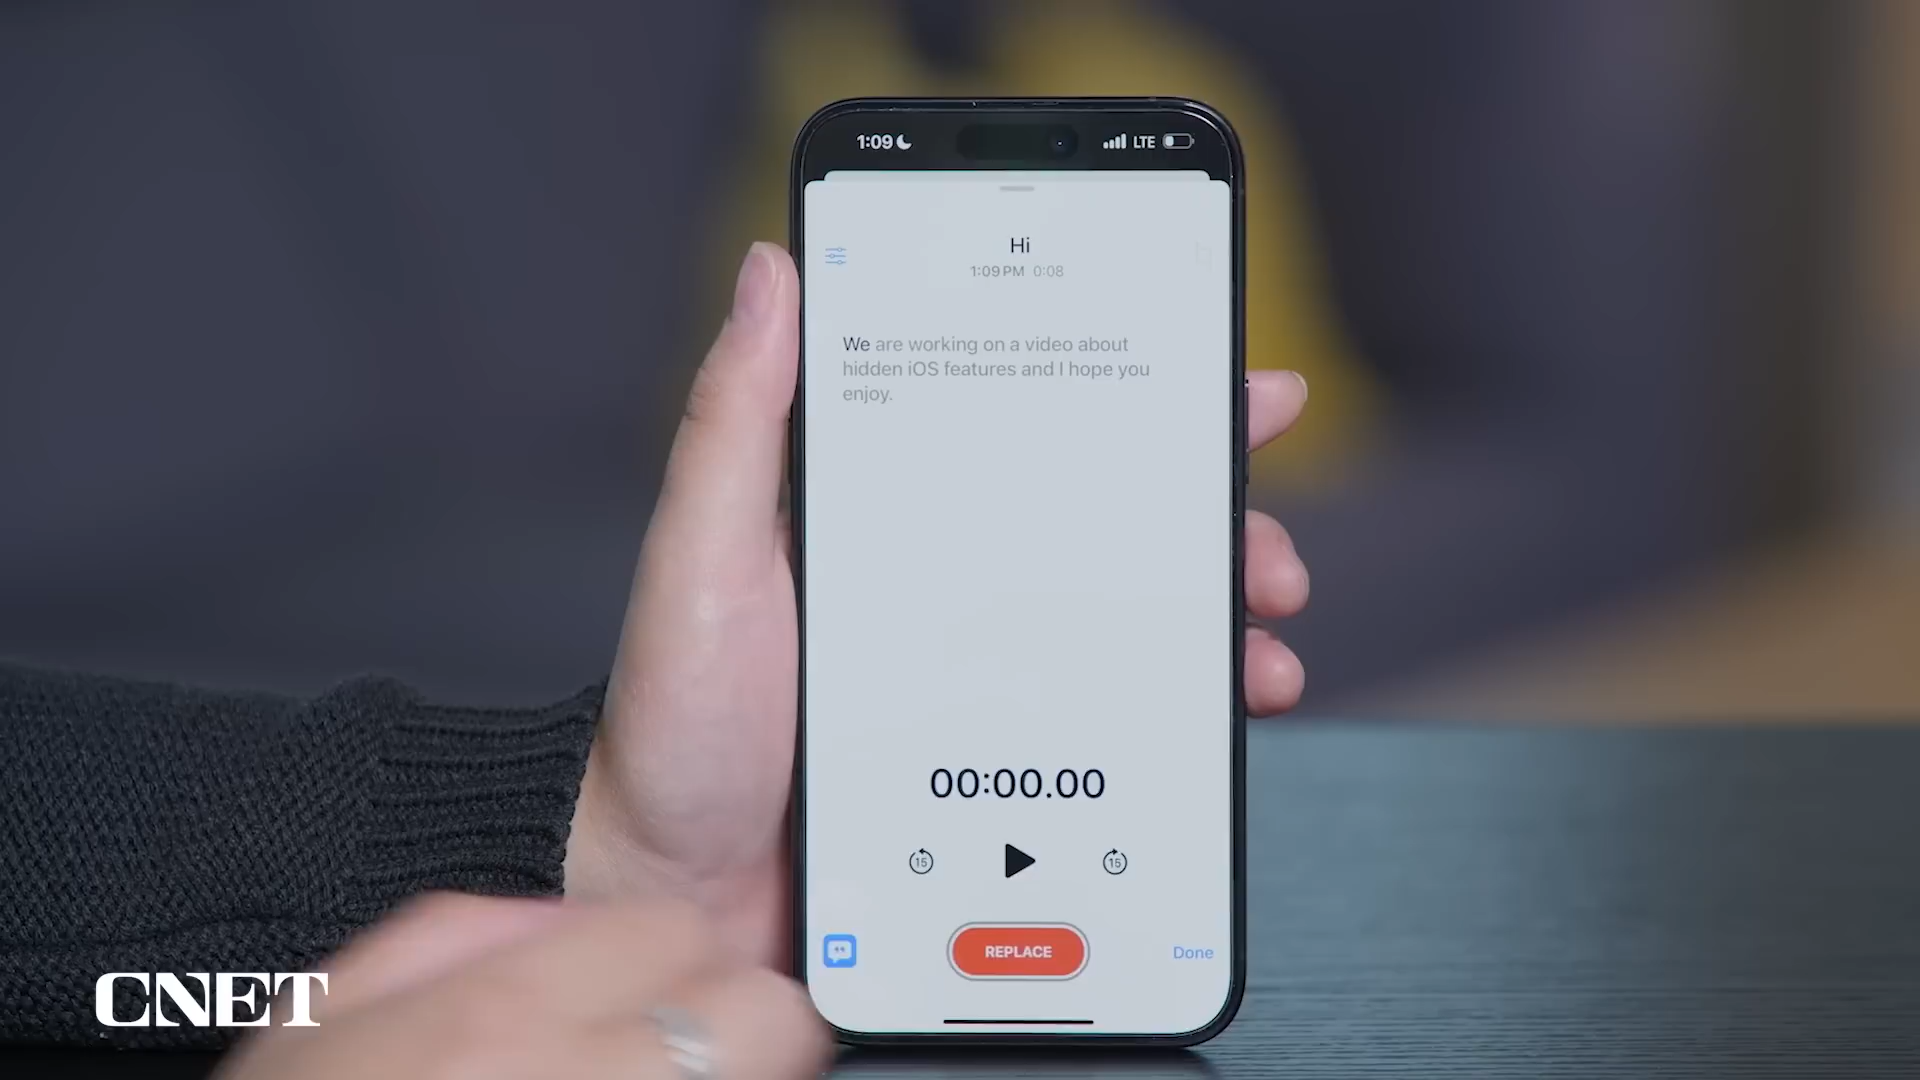 1:09
LTE
Hi
1:09 PM 0:08
We are working on a video about
hidden iOS features and I hope you
enjoy.
00:00.00
15
15
REPLACE
Done
CNET